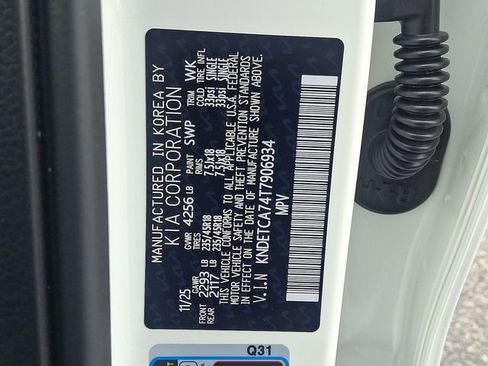 MANUFACTURED IN KOREA BY
KIA CORPORATION
11/25 GVWR 4256 LB PAINT SWP TRIM WK
GAWR TIRES RIMS COLD TIRE INFL
FRONT 2293 LB 235/45R18 7.5Jx18 33psi SINGLE
REAR 2117 LB 235/45R18 7.5Jx18 33psi SINGLE
THIS VEHICLE CONFORMS TO ALL APPLICABLE U.S.A. FEDERAL
MOTOR VEHICLE SAFETY AND THEFT PREVENTION STANDARDS
IN EFFECT ON THE DATE OF MANUFACTURE SHOWN ABOVE.
V.I.N KNDETCA74T7906934
MPV
Q31